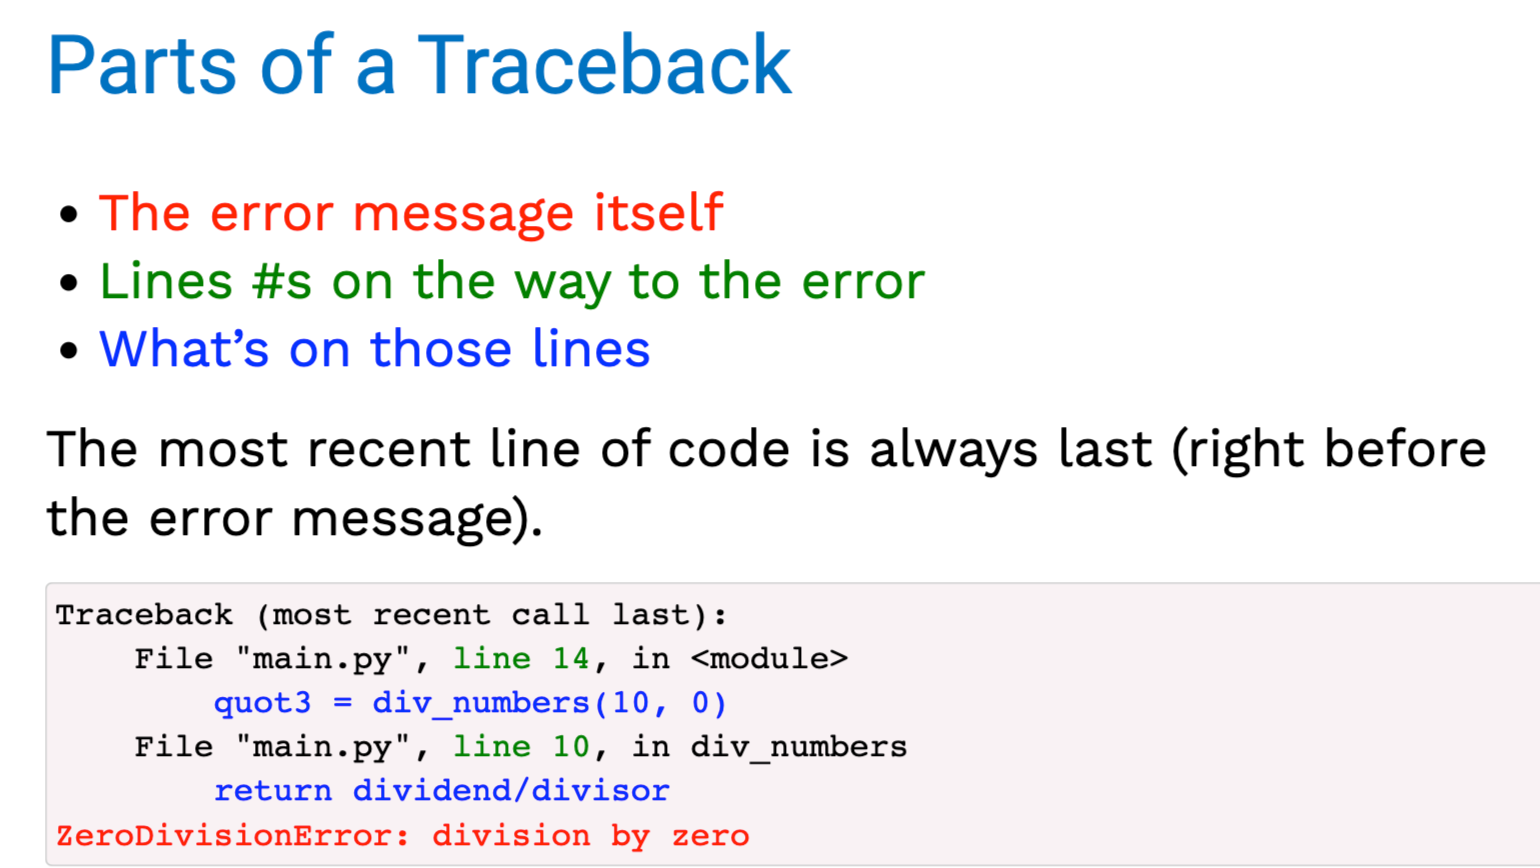 Parts of a Traceback
• The error message itself
• Lines #s on the way to the error
• What’s on those lines
The most recent line of code is always last (right before
the error message).
Traceback (most recent call last):
    File "main.py", line 14, in <module>
        quot3 = div_numbers(10, 0)
    File "main.py", line 10, in div_numbers
        return dividend/divisor
ZeroDivisionError: division by zero